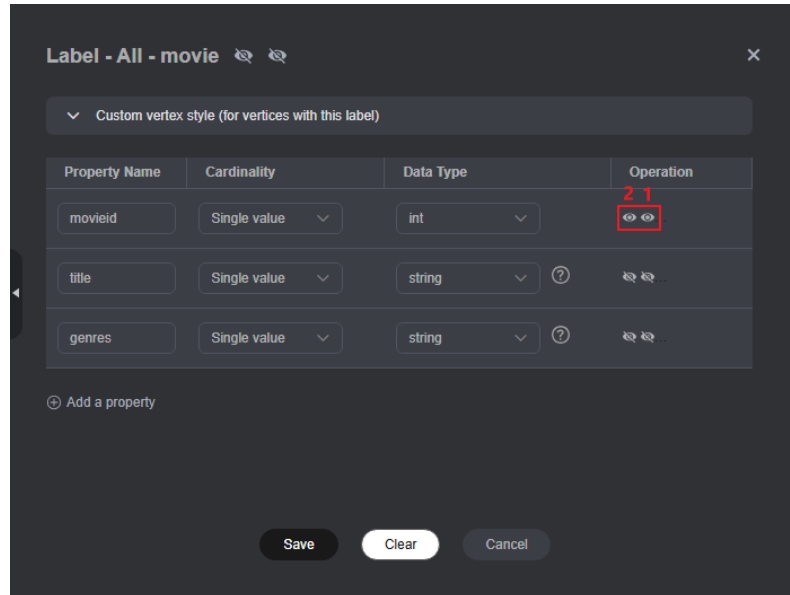 Label - All - movie
Custom vertex style (for vertices with this label)
Property Name Cardinality Data Type Operation
2 1
movieid Single value int
title Single value string ?
genres Single value string ?
Add a property
Save Clear Cancel